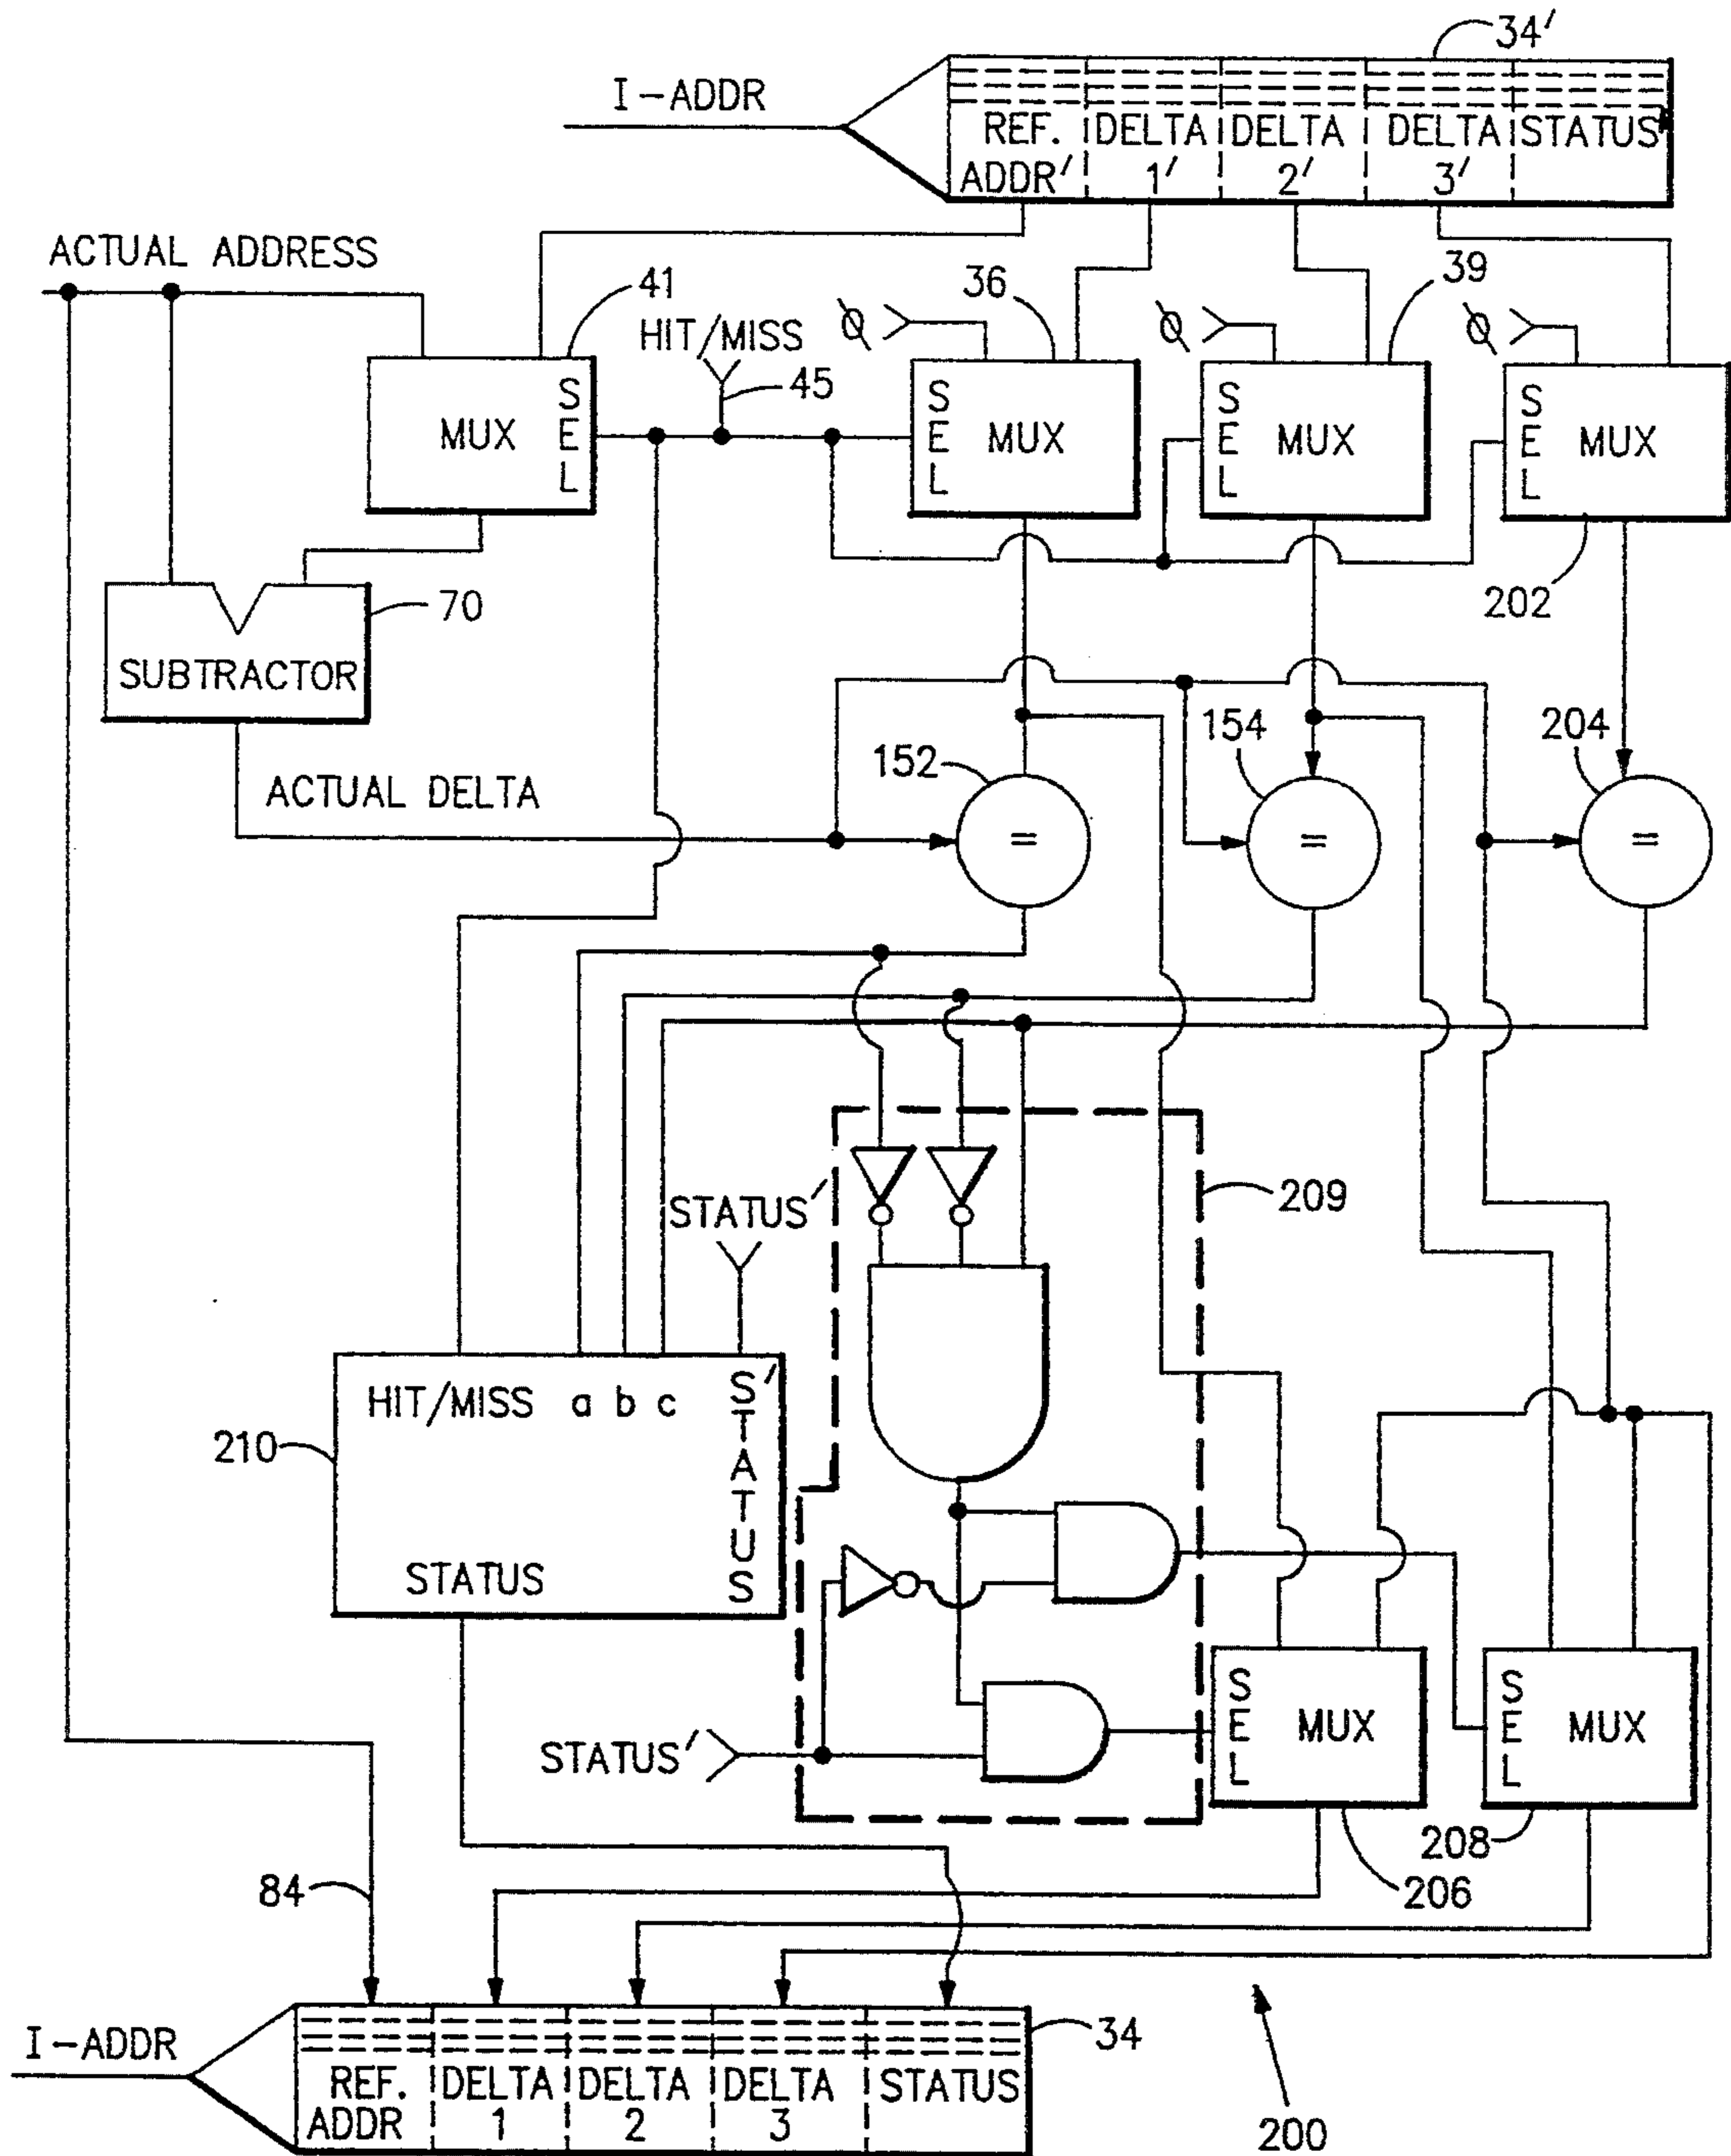 34′
I-ADDR
REF. ADDR′
DELTA 1′
DELTA 2′
DELTA 3′
STATUS′
ACTUAL ADDRESS
41
HIT/MISS
45
Ø
36
Ø
39
Ø
MUX SEL
SEL MUX
SEL MUX
SEL MUX
202
70
SUBTRACTOR
ACTUAL DELTA
152
=
154
=
204
=
STATUS′
209
HIT/MISS a b c STATUS′
210
STATUS
STATUS′
SEL MUX
SEL MUX
208
206
84
I-ADDR
REF. ADDR
DELTA 1
DELTA 2
DELTA 3
STATUS
34
200